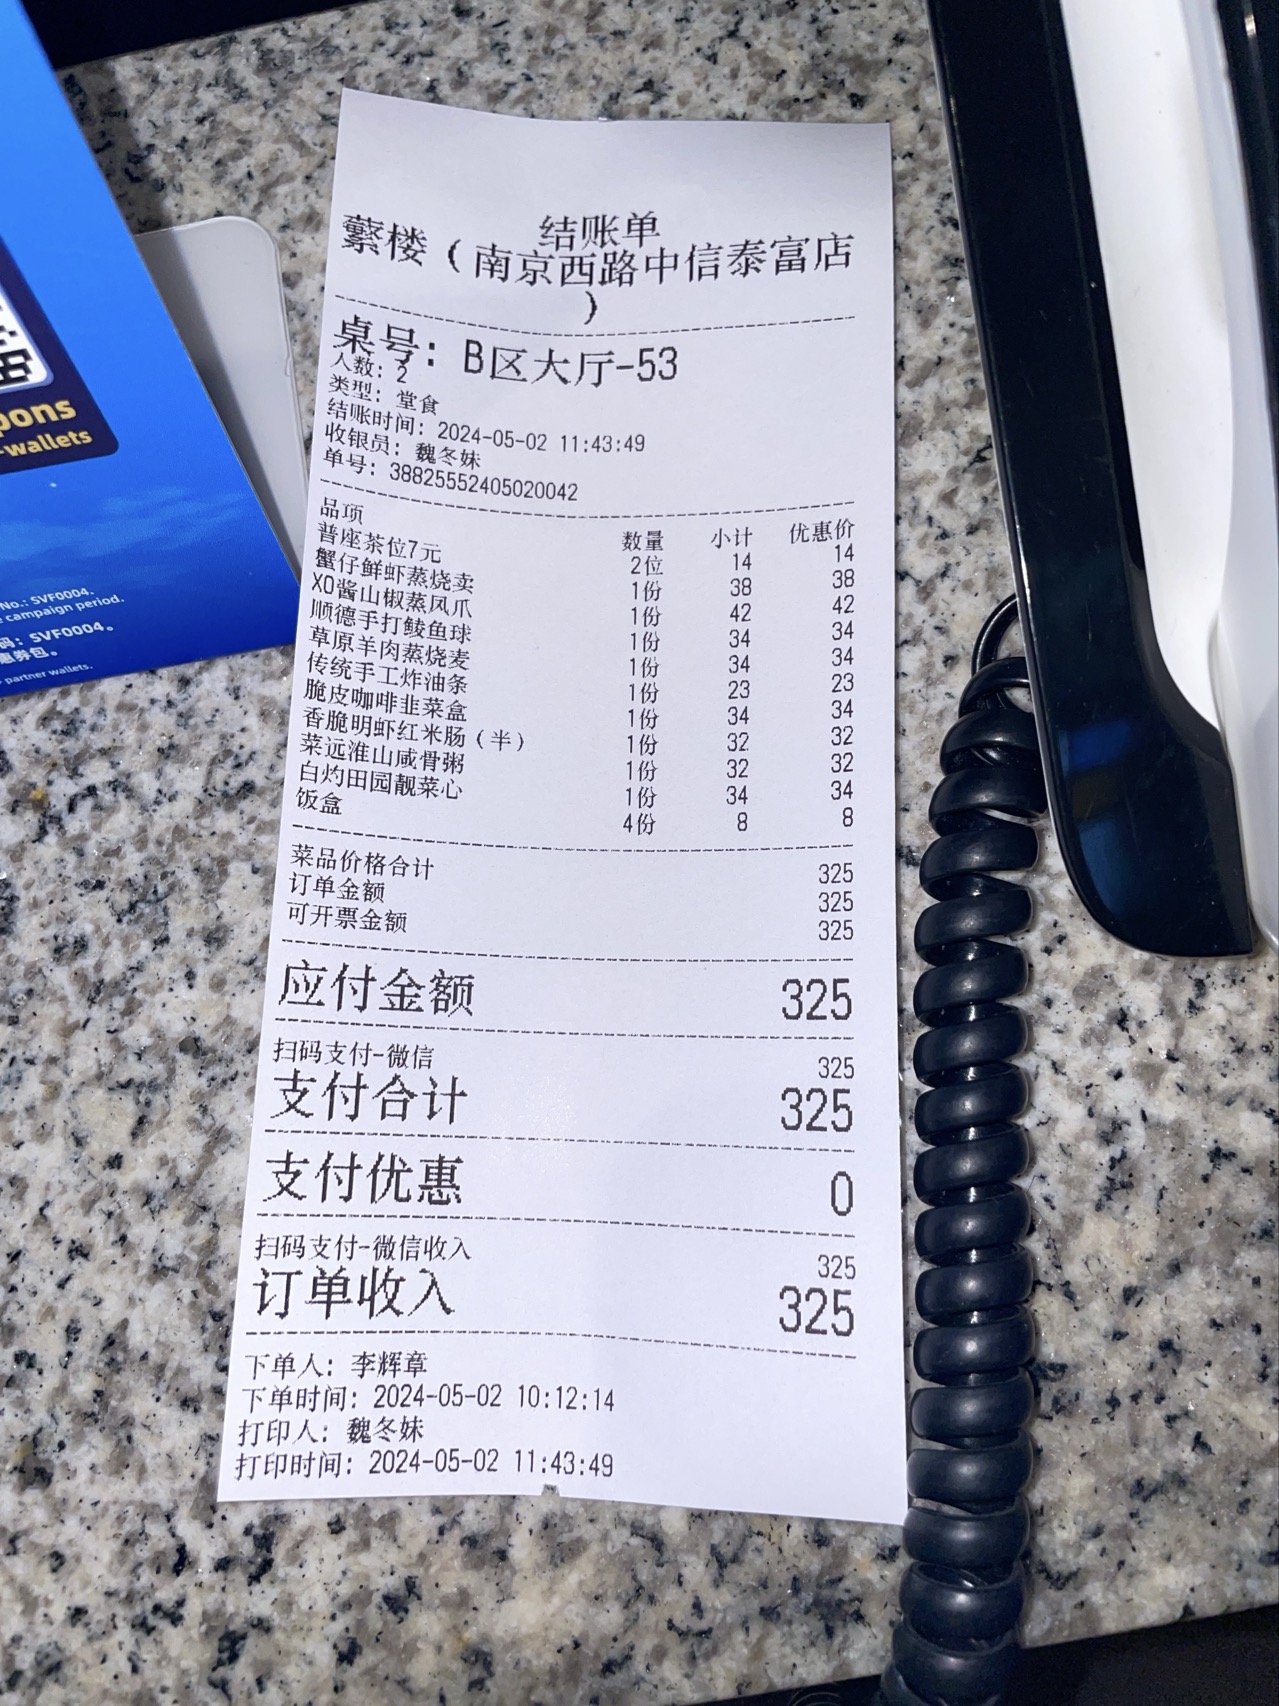 结账单
蘩楼（南京西路中信泰富店
）
桌号：B区大厅-53
人数：2
类型：堂食
结账时间：2024-05-02 11:43:49
收银员：魏冬妹
单号：38825552405020042
品项 数量 小计 优惠价
普座茶位7元 2位 14 14
蟹仔鲜虾蒸烧卖 1份 38 38
XO酱山椒蒸凤爪 1份 42 42
顺德手打鲮鱼球 1份 34 34
草原羊肉蒸烧麦 1份 34 34
传统手工炸油条 1份 23 23
脆皮咖啡韭菜盒 1份 34 34
香脆明虾红米肠（半） 1份 32 32
菜远淮山咸骨粥 1份 32 32
白灼田园靓菜心 1份 34 34
饭盒 4份 8 8
菜品价格合计 325
订单金额 325
可开票金额 325
应付金额 325
扫码支付-微信 325
支付合计 325
支付优惠 0
扫码支付-微信收入 325
订单收入 325
下单人：李辉章
下单时间：2024-05-02 10:12:14
打印人：魏冬妹
打印时间：2024-05-02 11:43:49
pons
-wallets
No.: SVF0004.
e campaign period.
码：SVF0004。
惠券包。
partner wallets.